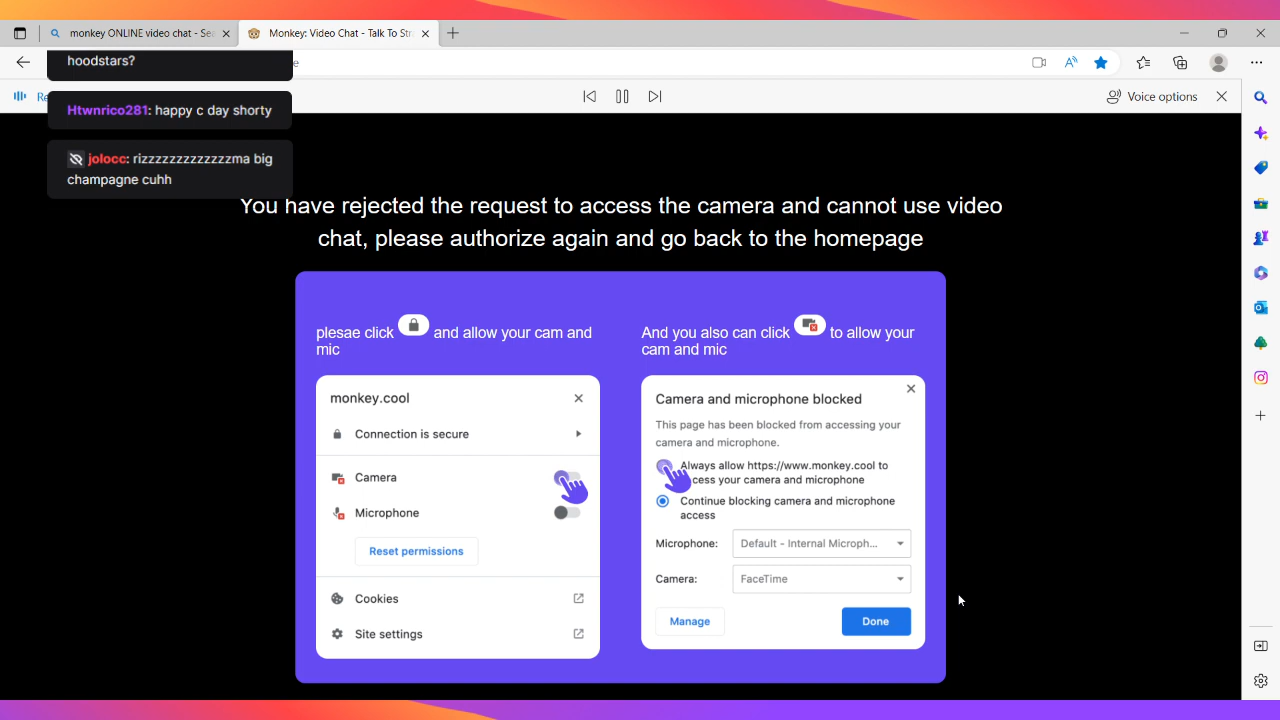 monkey ONLINE video chat - Sea
Monkey: Video Chat - Talk To Stra
hoodstars?
e
Re
Voice options
Htwnrico281: happy c day shorty
jolocc: rizzzzzzzzzzzzzma big
champagne cuhh
You have rejected the request to access the camera and cannot use video
chat, please authorize again and go back to the homepage
plesae click and allow your cam and
mic
And you also can click to allow your
cam and mic
monkey.cool
Connection is secure
Camera
Microphone
Reset permissions
Cookies
Site settings
Camera and microphone blocked
This page has been blocked from accessing your
camera and microphone.
Always allow https://www.monkey.cool to
cess your camera and microphone
Continue blocking camera and microphone
access
Microphone: Default - Internal Microph...
Camera: FaceTime
Manage
Done